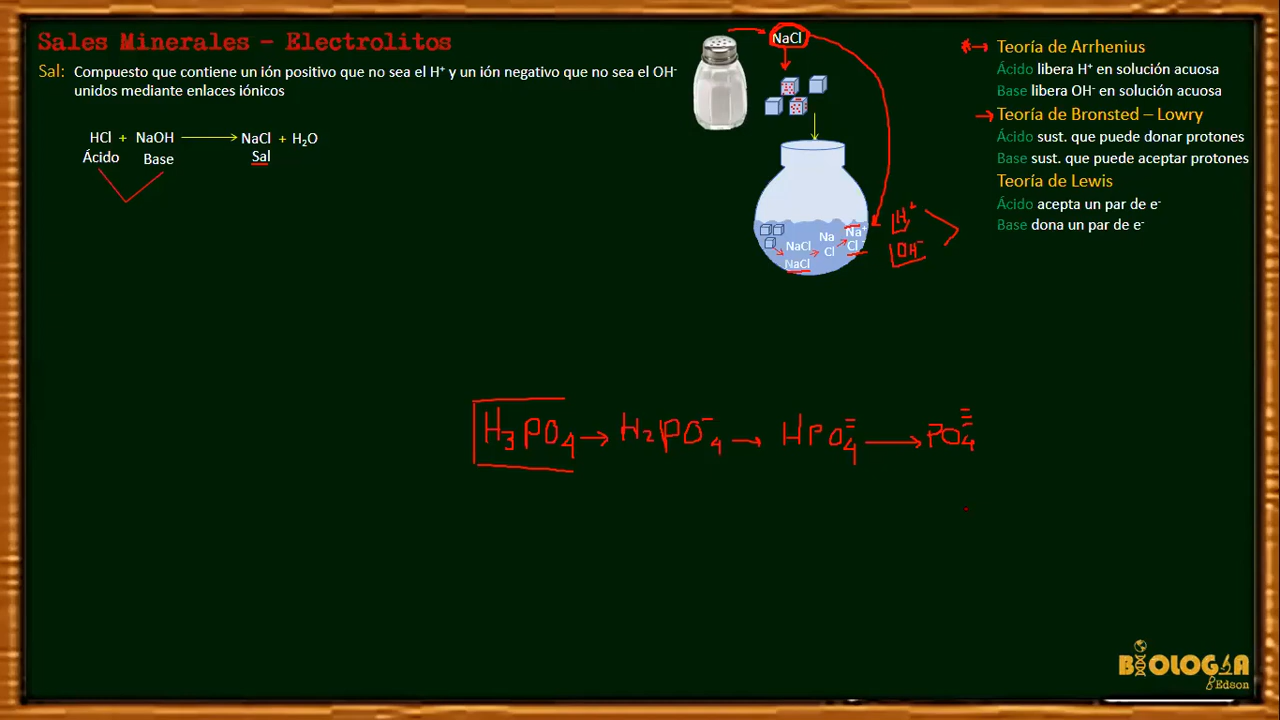 Sales Minerales – Electrolitos
Sal: Compuesto que contiene un ión positivo que no sea el H⁺ y un ión negativo que no sea el OH⁻
unidos mediante enlaces iónicos
HCl + NaOH → NaCl + H₂O
Ácido Base Sal
NaCl
NaCl
NaCl
Na
Cl
Na⁺
Cl⁻
H⁺
OH⁻
Teoría de Arrhenius
Ácido libera H⁺ en solución acuosa
Base libera OH⁻ en solución acuosa
Teoría de Bronsted – Lowry
Ácido sust. que puede donar protones
Base sust. que puede aceptar protones
Teoría de Lewis
Ácido acepta un par de e⁻
Base dona un par de e⁻
H₃PO₄ → H₂PO₄⁻ → HPO₄⁼ → PO₄
BIOLOGIA
Edson